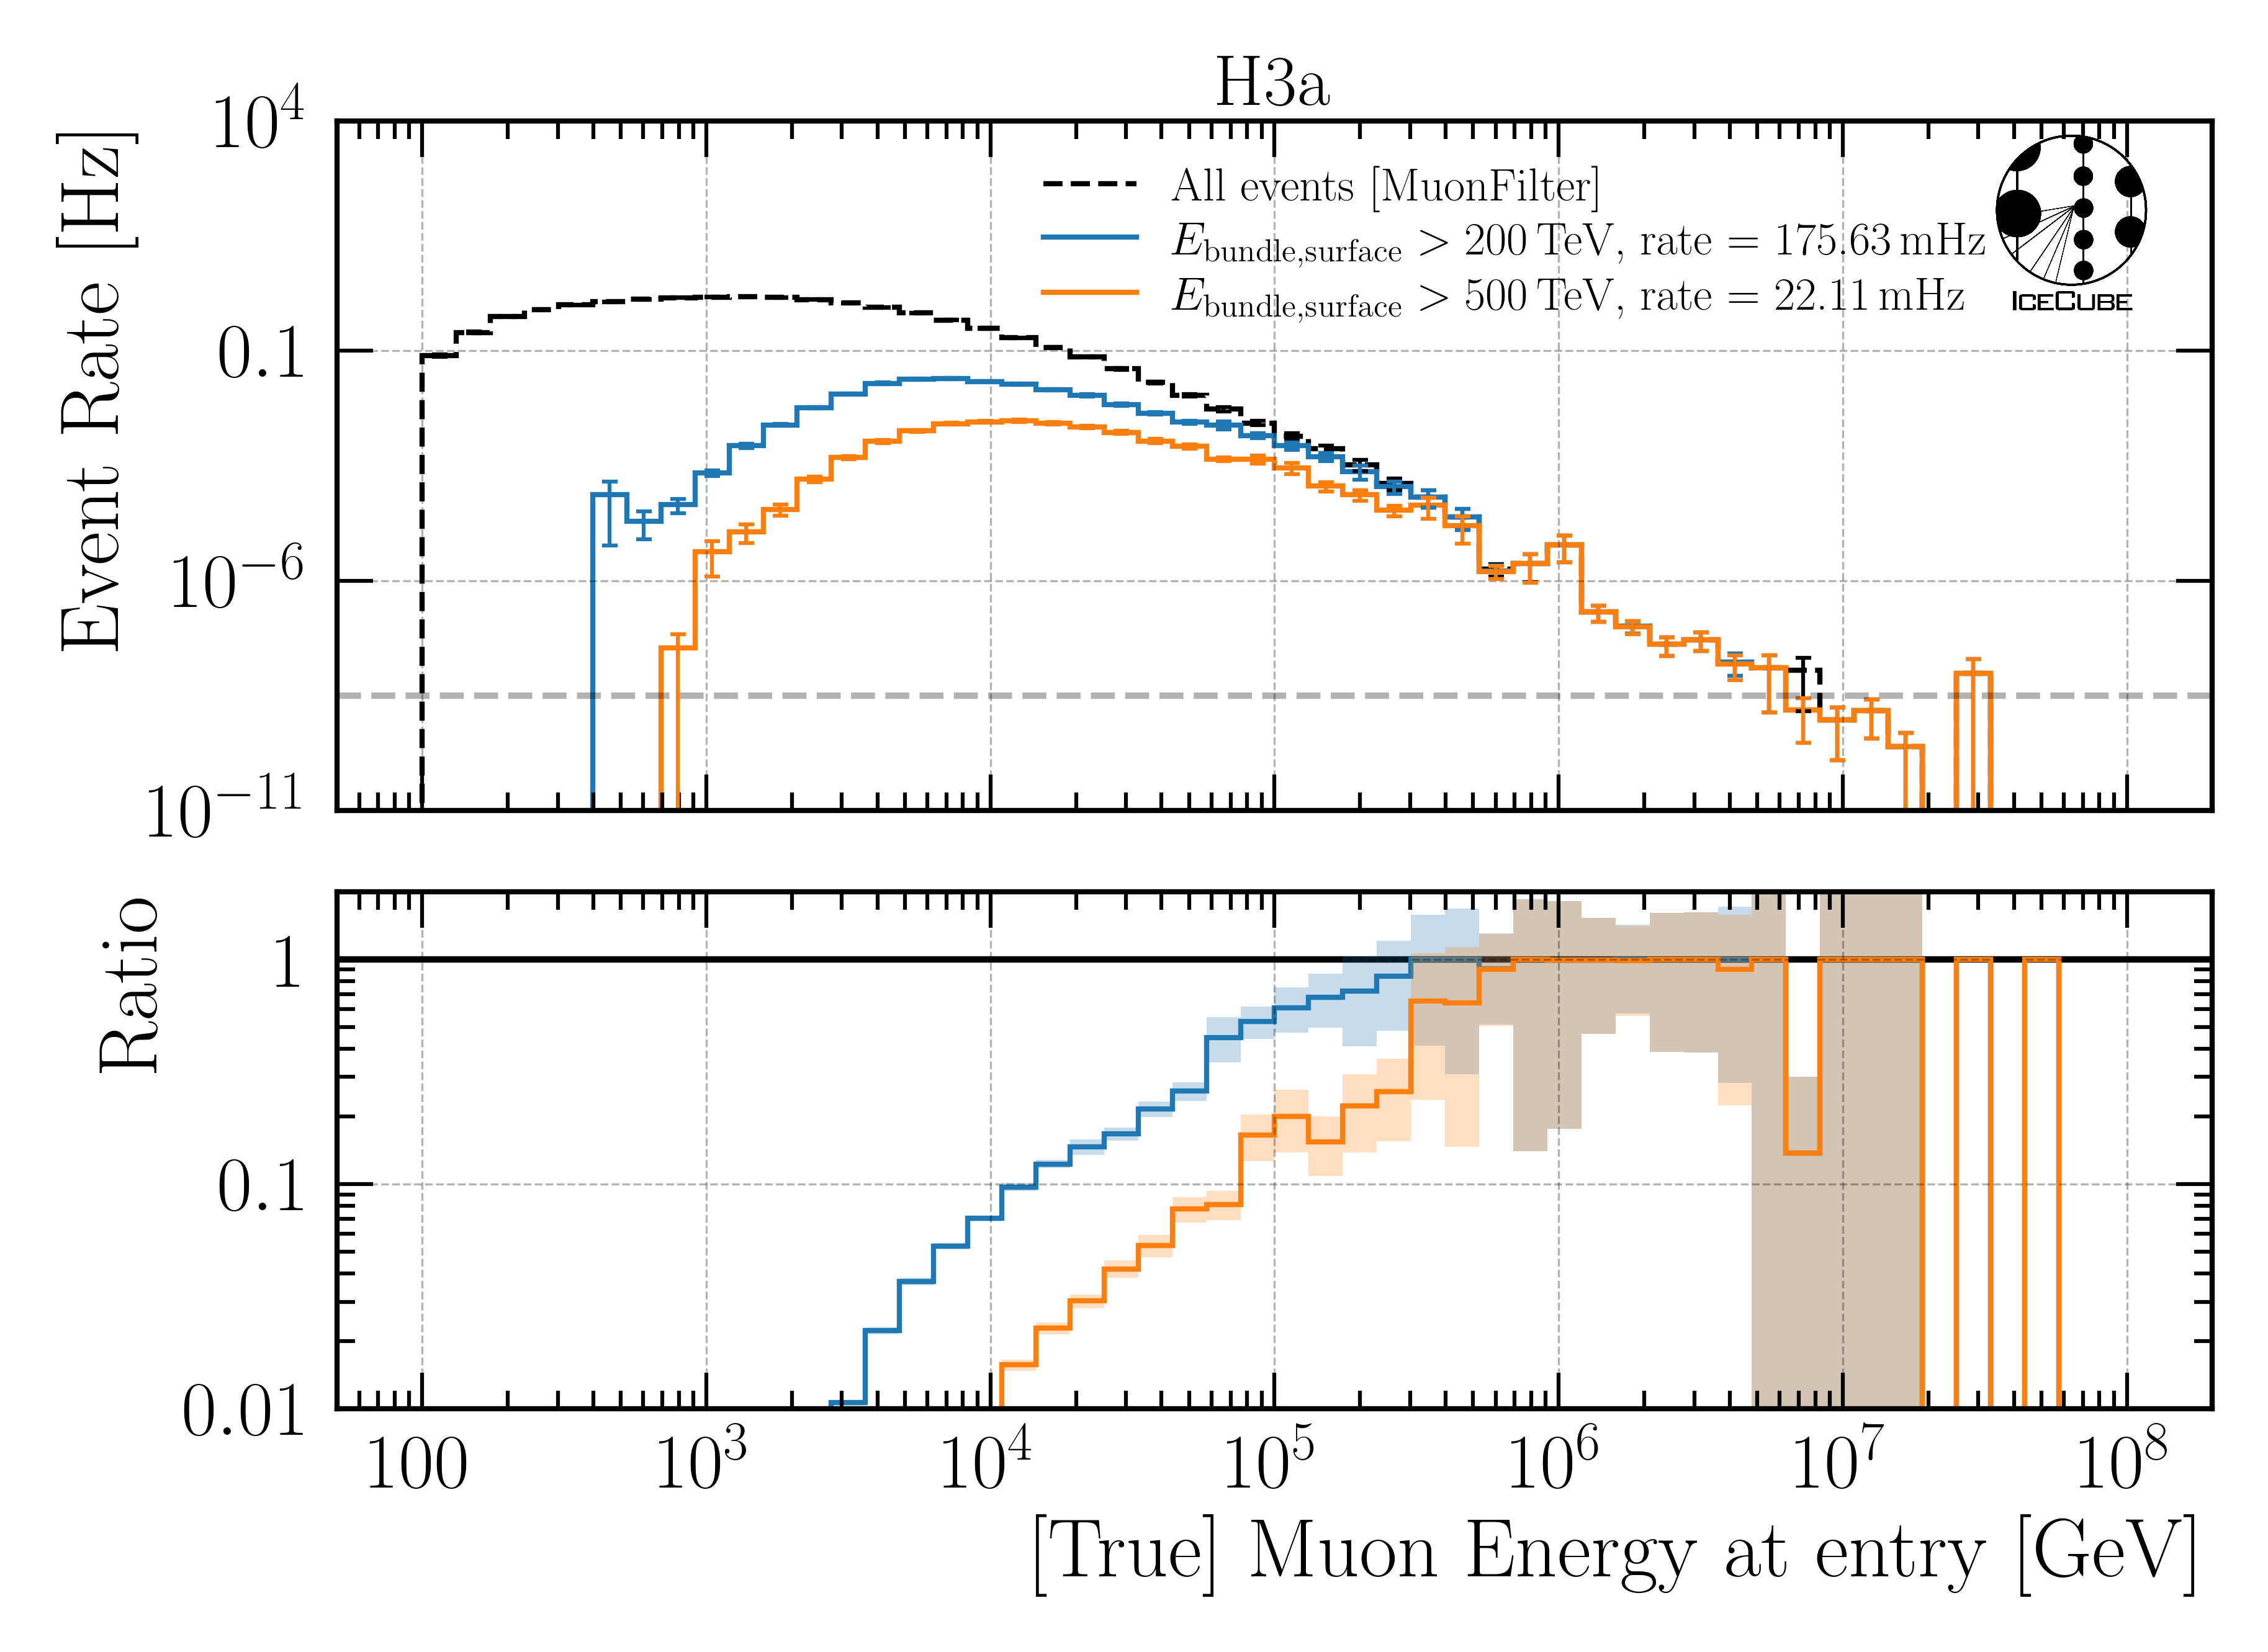 H3a
10^4
0.1
10^−6
10^−11
Event Rate [Hz]
All events [MuonFilter]
E_bundle,surface > 200 TeV, rate = 175.63 mHz
E_bundle,surface > 500 TeV, rate = 22.11 mHz
ICECUBE
Ratio
1
0.1
0.01
100 10^3 10^4 10^5 10^6 10^7 10^8
[True] Muon Energy at entry [GeV]